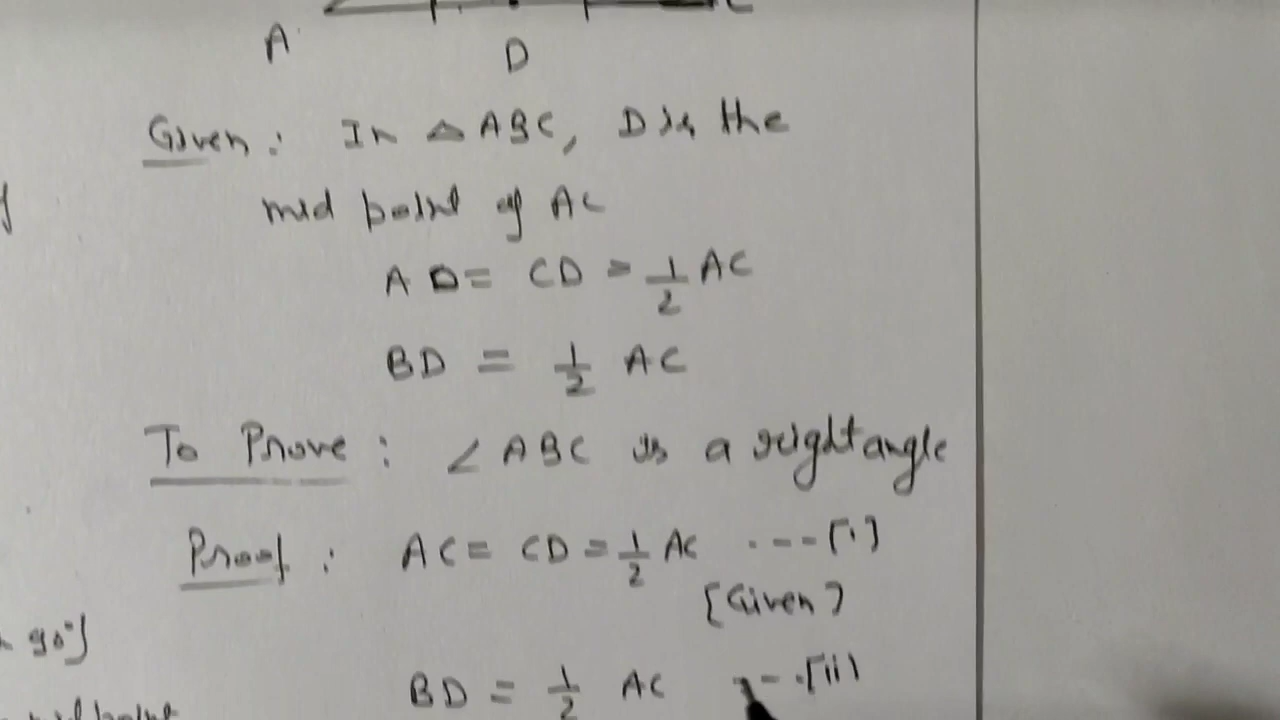 A
D
Given: In △ABC, D is the
mid point of AC
AD = CD = 1/2 AC
BD = 1/2 AC
To Prove: ∠ABC is a right angle
Proof: AC = CD = 1/2 AC ---[i]
[Given]
90°]
BD = 1/2 AC ---[ii]